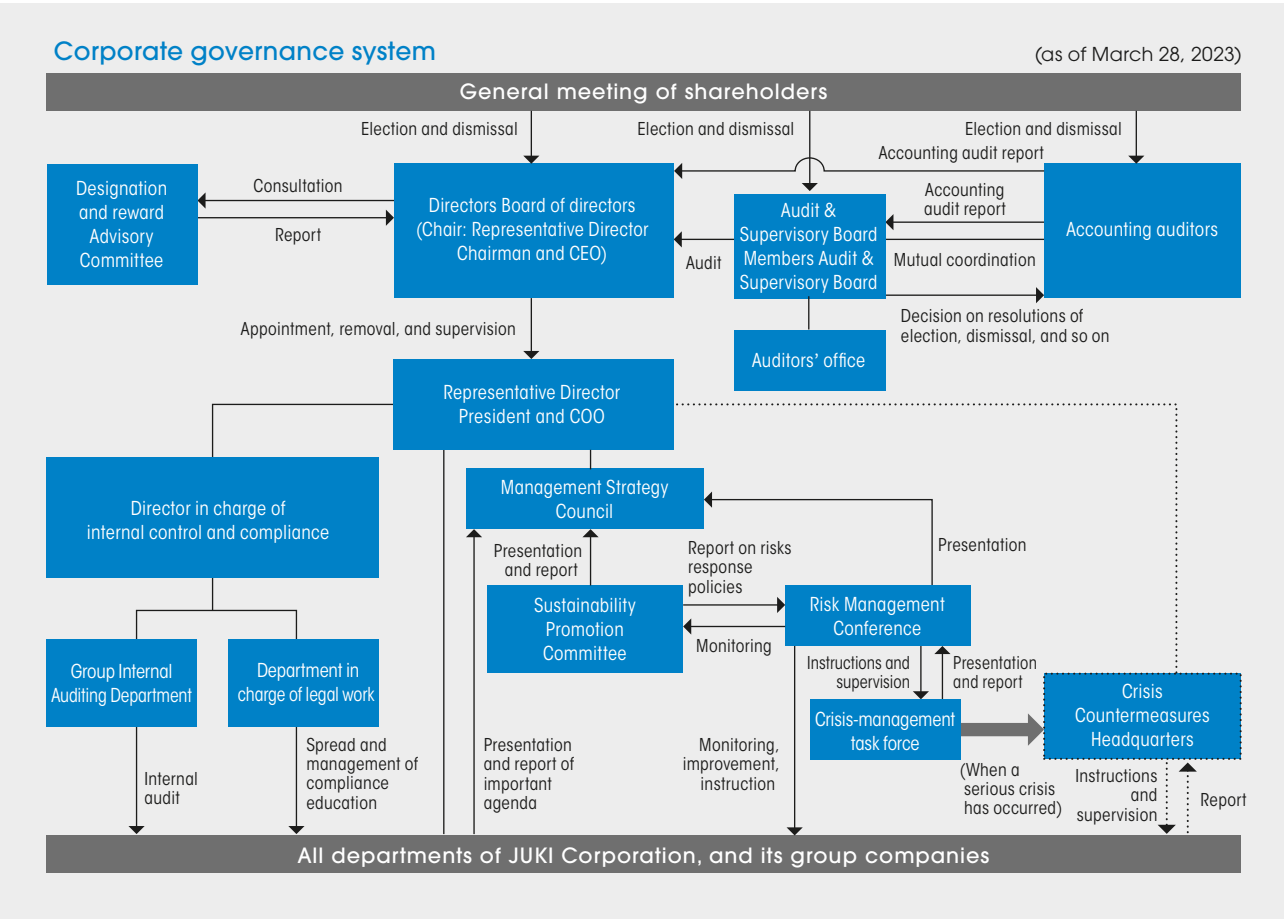 Corporate governance system
(as of March 28, 2023)
General meeting of shareholders
Election and dismissal
Election and dismissal
Election and dismissal
Accounting audit report
Designation
and reward
Advisory
Committee
Consultation
Report
Directors Board of directors
(Chair: Representative Director
Chairman and CEO)
Audit
Audit &
Supervisory Board
Members Audit &
Supervisory Board
Accounting
audit report
Mutual coordination
Accounting auditors
Decision on resolutions of
election, dismissal, and so on
Appointment, removal, and supervision
Auditors’ office
Representative Director
President and COO
Director in charge of
internal control and compliance
Management Strategy
Council
Presentation
and report
Report on risks
response
policies
Presentation
Sustainability
Promotion
Committee
Monitoring
Risk Management
Conference
Group Internal
Auditing Department
Department in
charge of legal work
Instructions and
supervision
Presentation
and report
Crisis-management
task force
Crisis
Countermeasures
Headquarters
Internal
audit
Spread and
management of
compliance
education
Presentation
and report of
important
agenda
Monitoring,
improvement,
instruction
(When a
serious crisis
has occurred)
Instructions
and
supervision
Report
All departments of JUKI Corporation, and its group companies